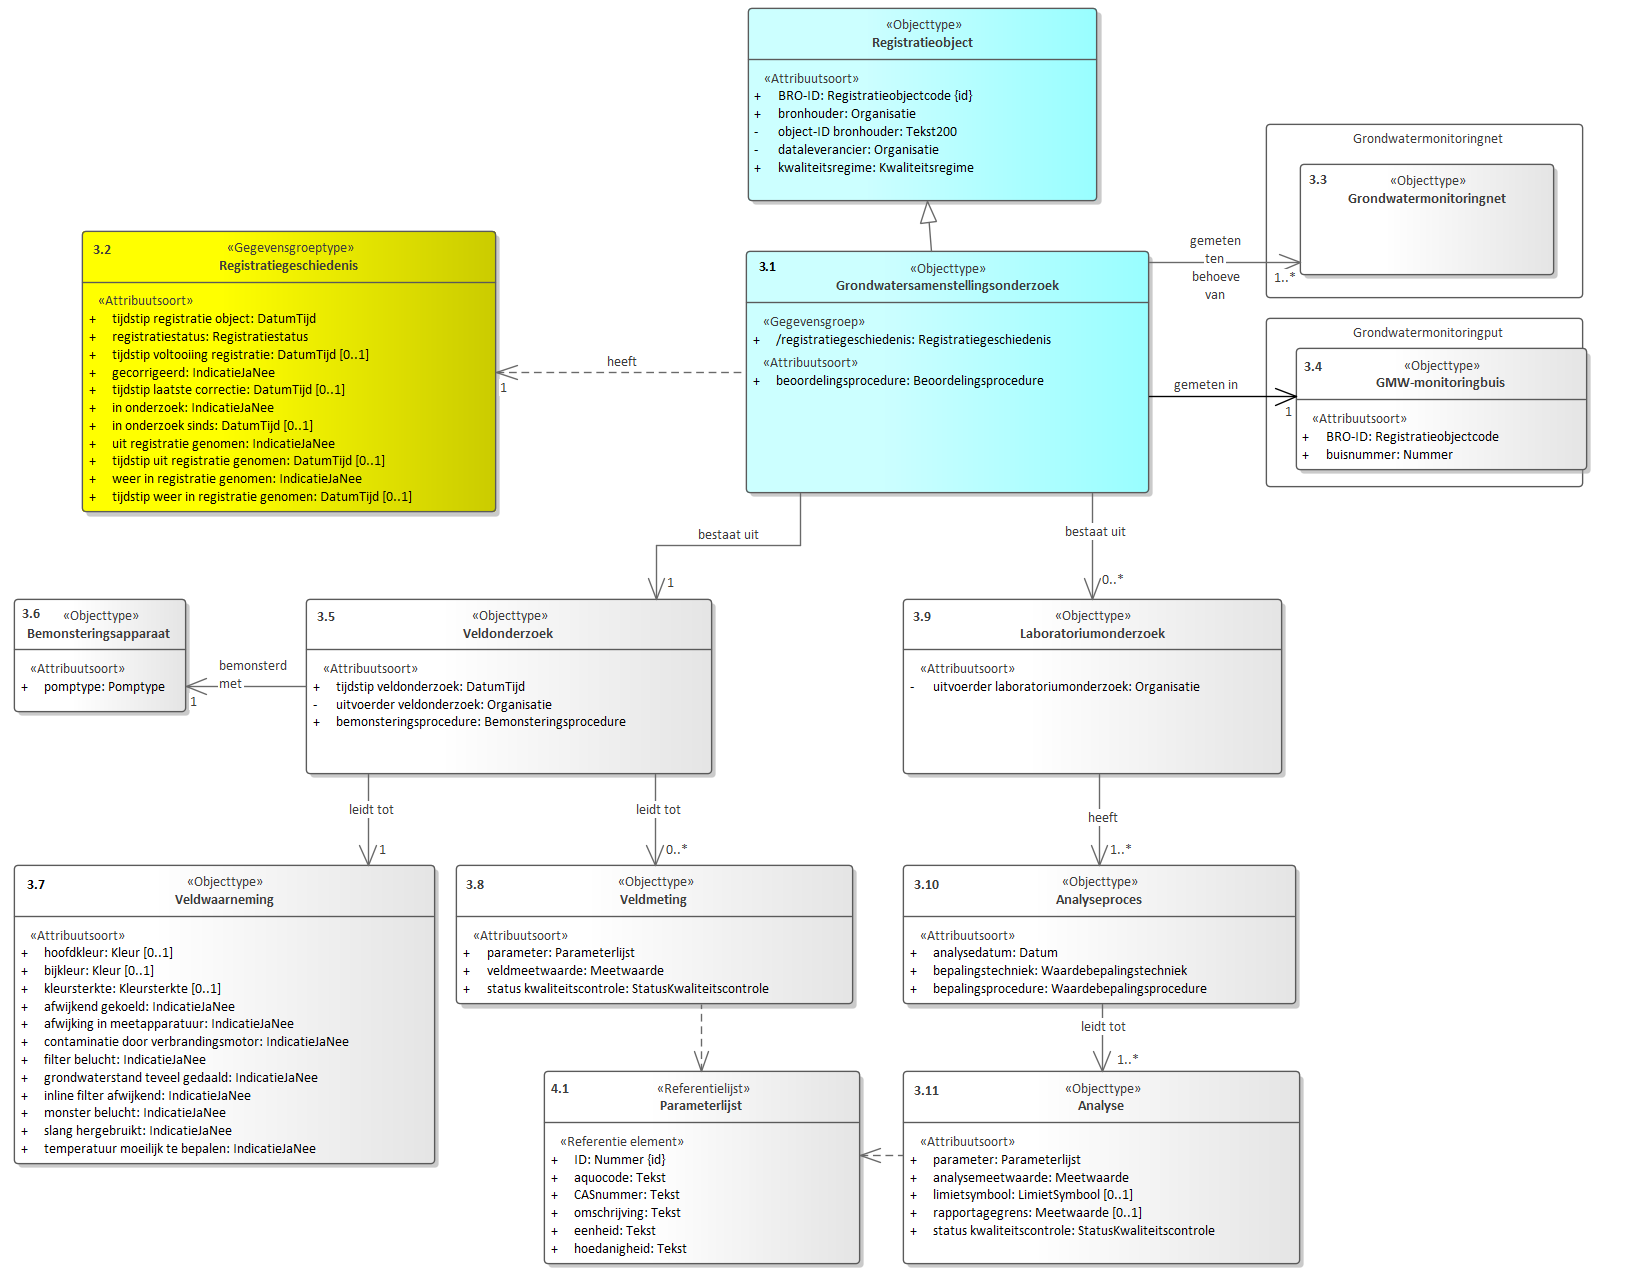 «Objecttype»
Registratieobject
«Attribuutsoort»
+ BRO-ID: Registratieobjectcode {id}
+ bronhouder: Organisatie
- object-ID bronhouder: Tekst200
- dataleverancier: Organisatie
+ kwaliteitsregime: Kwaliteitsregime
Grondwatermonitoringnet
3.3 «Objecttype»
Grondwatermonitoringnet
gemeten
ten
behoeve
van
1..*
3.2 «Gegevensgroeptype»
Registratiegeschiedenis
«Attribuutsoort»
+ tijdstip registratie object: DatumTijd
+ registratiestatus: Registratiestatus
+ tijdstip voltooiing registratie: DatumTijd [0..1]
+ gecorrigeerd: IndicatieJaNee
+ tijdstip laatste correctie: DatumTijd [0..1]
+ in onderzoek: IndicatieJaNee
+ in onderzoek sinds: DatumTijd [0..1]
+ uit registratie genomen: IndicatieJaNee
+ tijdstip uit registratie genomen: DatumTijd [0..1]
+ weer in registratie genomen: IndicatieJaNee
+ tijdstip weer in registratie genomen: DatumTijd [0..1]
heeft
1
3.1 «Objecttype»
Grondwatersamenstellingsonderzoek
«Gegevensgroep»
+ /registratiegeschiedenis: Registratiegeschiedenis
«Attribuutsoort»
+ beoordelingsprocedure: Beoordelingsprocedure
gemeten in
1
Grondwatermonitoringput
3.4 «Objecttype»
GMW-monitoringbuis
«Attribuutsoort»
+ BRO-ID: Registratieobjectcode
+ buisnummer: Nummer
bestaat uit
1
bestaat uit
0..*
3.6 «Objecttype»
Bemonsteringsapparaat
«Attribuutsoort»
+ pomptype: Pomptype
bemonsterd
met
1
3.5 «Objecttype»
Veldonderzoek
«Attribuutsoort»
+ tijdstip veldonderzoek: DatumTijd
- uitvoerder veldonderzoek: Organisatie
+ bemonsteringsprocedure: Bemonsteringsprocedure
3.9 «Objecttype»
Laboratoriumonderzoek
«Attribuutsoort»
- uitvoerder laboratoriumonderzoek: Organisatie
leidt tot
1
leidt tot
0..*
heeft
1..*
3.7 «Objecttype»
Veldwaarneming
«Attribuutsoort»
+ hoofdkleur: Kleur [0..1]
+ bijkleur: Kleur [0..1]
+ kleursterkte: Kleursterkte [0..1]
+ afwijkend gekoeld: IndicatieJaNee
+ afwijking in meetapparatuur: IndicatieJaNee
+ contaminatie door verbrandingsmotor: IndicatieJaNee
+ filter belucht: IndicatieJaNee
+ grondwaterstand teveel gedaald: IndicatieJaNee
+ inline filter afwijkend: IndicatieJaNee
+ monster belucht: IndicatieJaNee
+ slang hergebruikt: IndicatieJaNee
+ temperatuur moeilijk te bepalen: IndicatieJaNee
3.8 «Objecttype»
Veldmeting
«Attribuutsoort»
+ parameter: Parameterlijst
+ veldmeetwaarde: Meetwaarde
+ status kwaliteitscontrole: StatusKwaliteitscontrole
3.10 «Objecttype»
Analyseproces
«Attribuutsoort»
+ analysedatum: Datum
+ bepalingstechniek: Waardebepalingstechniek
+ bepalingsprocedure: Waardebepalingsprocedure
leidt tot
1..*
4.1 «Referentielijst»
Parameterlijst
«Referentie element»
+ ID: Nummer {id}
+ aquocode: Tekst
+ CASnummer: Tekst
+ omschrijving: Tekst
+ eenheid: Tekst
+ hoedanigheid: Tekst
3.11 «Objecttype»
Analyse
«Attribuutsoort»
+ parameter: Parameterlijst
+ analysemeetwaarde: Meetwaarde
+ limietsymbool: LimietSymbool [0..1]
+ rapportagegrens: Meetwaarde [0..1]
+ status kwaliteitscontrole: StatusKwaliteitscontrole